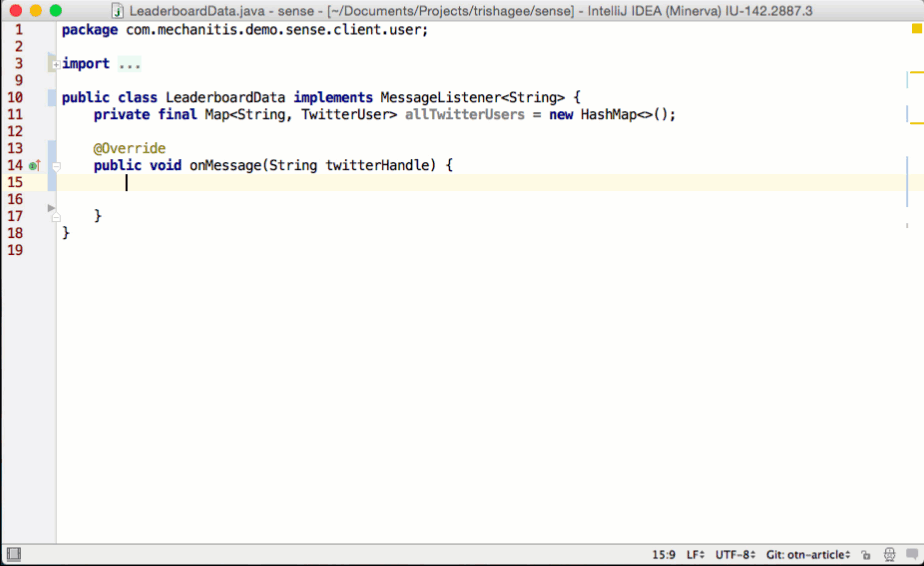 LeaderboardData.java - sense - [~/Documents/Projects/trishagee/sense] - IntelliJ IDEA (Minerva) IU-142.2887.3
1 package com.mechanitis.demo.sense.client.user;
2
3 import ...
9
10 public class LeaderboardData implements MessageListener<String> {
11 private final Map<String, TwitterUser> allTwitterUsers = new HashMap<>();
12
13 @Override
14 public void onMessage(String twitterHandle) {
15
16
17 }
18 }
19
15:9 LF UTF-8 Git: otn-article